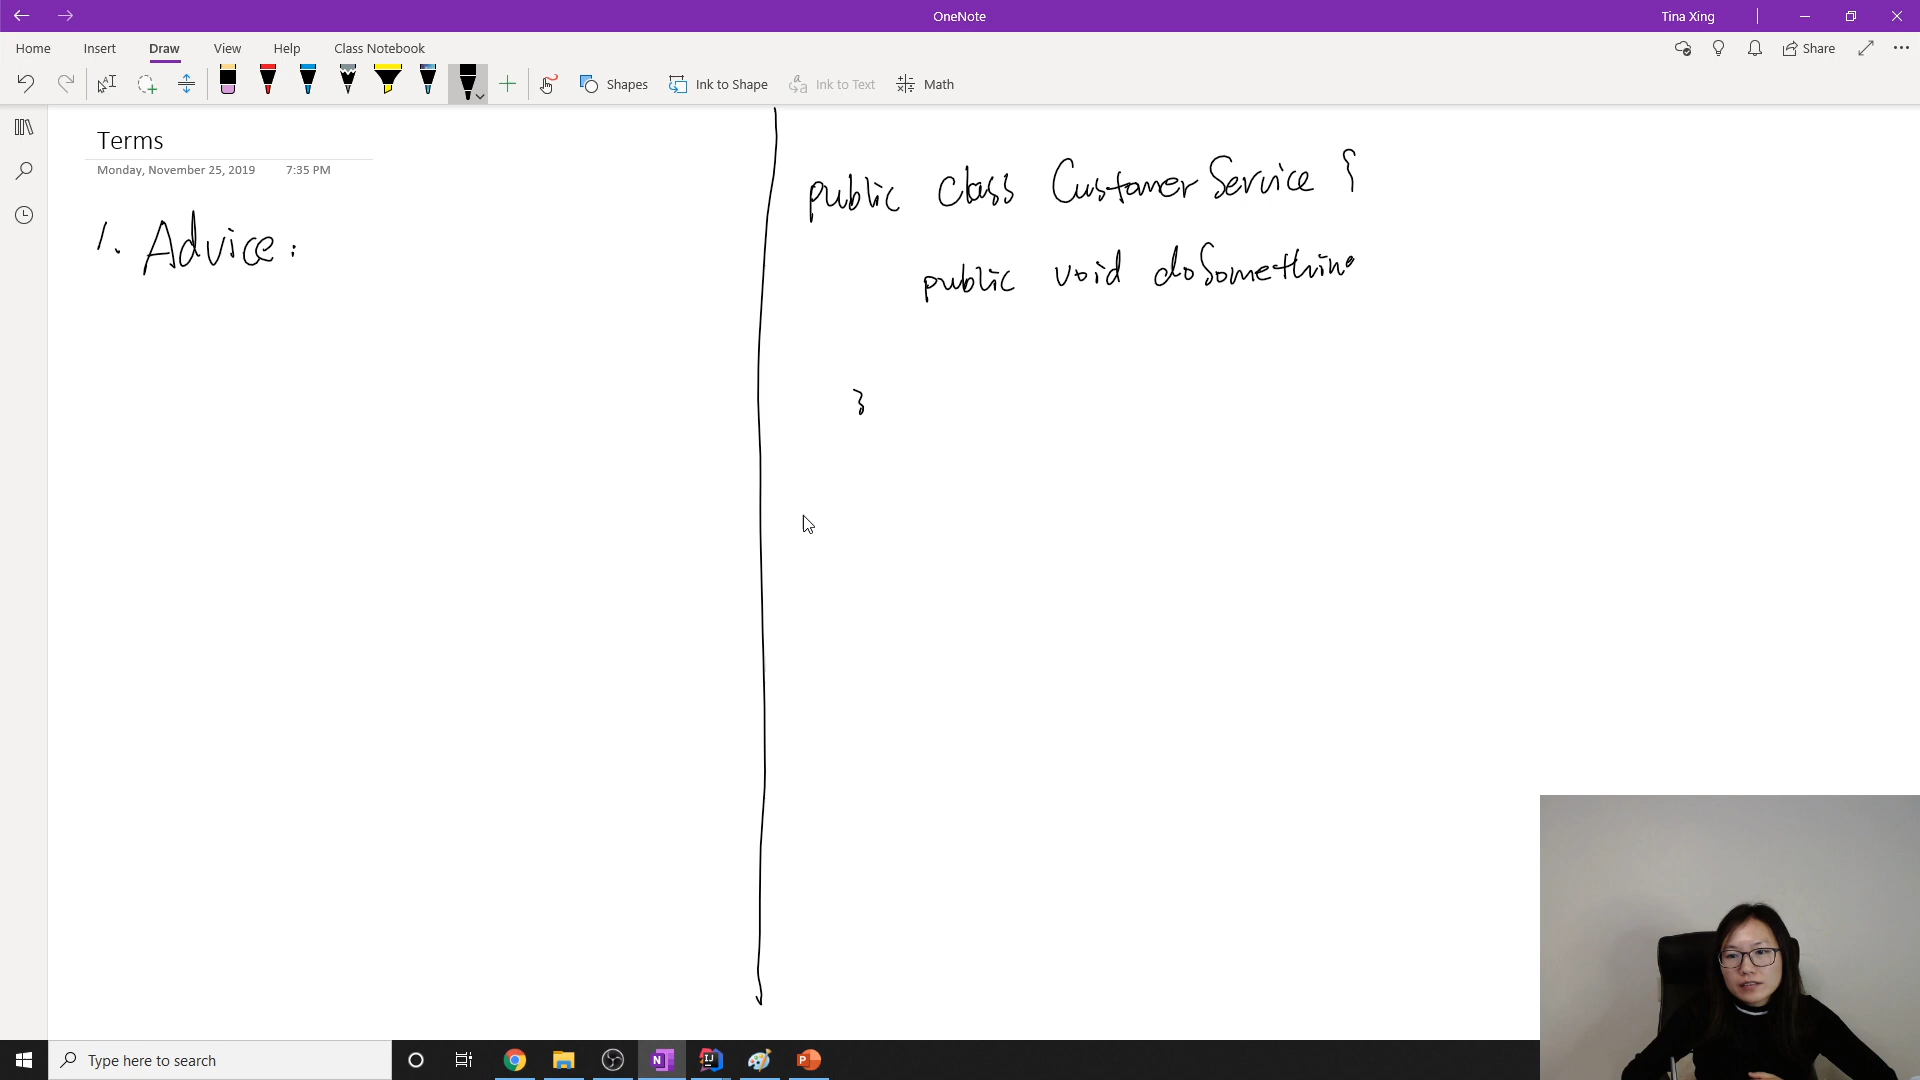 OneNote
Tina Xing
Home Insert Draw View Help Class Notebook
Share
Shapes Ink to Shape Ink to Text Math
Terms
Monday, November 25, 2019 7:35 PM
1. Advice:
public class CustomerService {
public void doSomethin
}
Type here to search